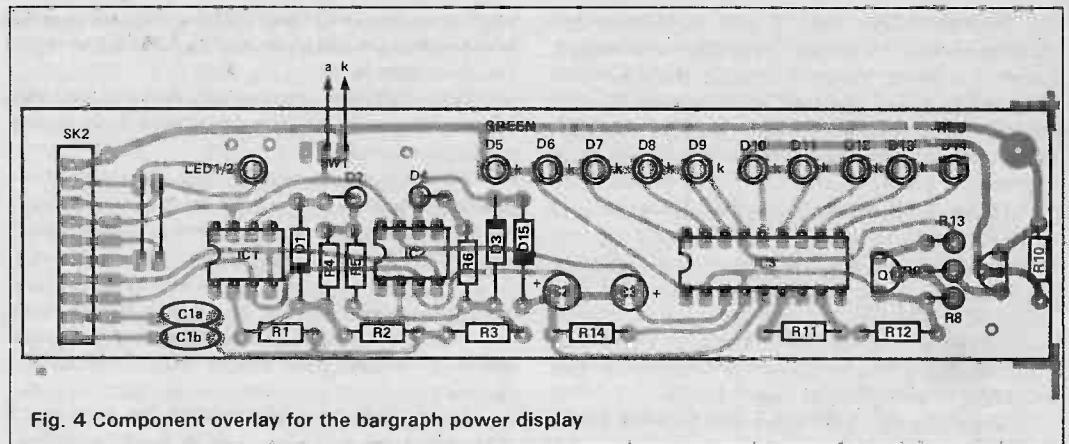 a k
SK2
GREEN
RED
LED1/2
SW1
D2
D4
D5
k
D6
k
D7
k
D8
k
D9
k
D10
k
D11
k
D12
k
D13
k
D14
IC1
D1
R4
R5
R6
D3
D15
R13
Q1
R8
R10
C1a
C1b
R1
R2
R3
+
+
R14
R11
R12
Fig. 4 Component overlay for the bargraph power display